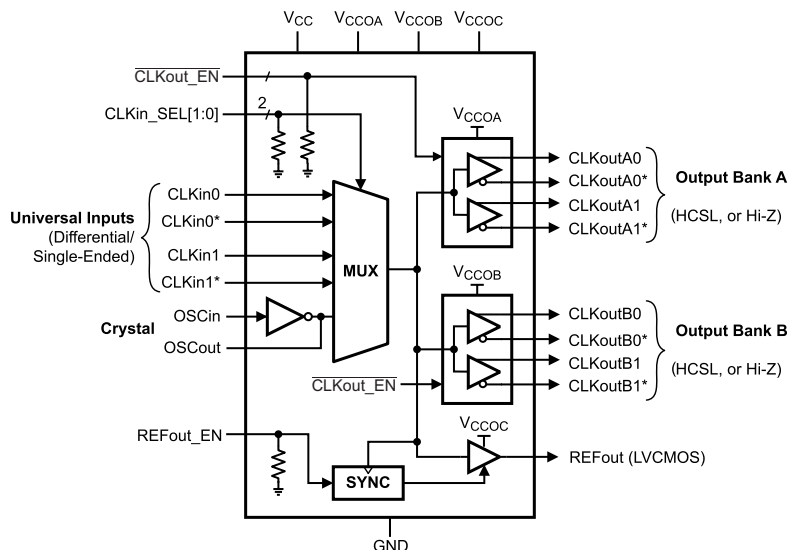 VCC
VCCOA
VCCOB
VCCOC
CLKout_EN
CLKin_SEL[1:0]
2
VCCOA
CLKoutA0
CLKoutA0*
CLKoutA1
CLKoutA1*
Output Bank A
(HCSL, or Hi-Z)
Universal Inputs
(Differential/
Single-Ended)
CLKin0
CLKin0*
CLKin1
CLKin1*
MUX
Crystal
OSCin
OSCout
VCCOB
CLKoutB0
CLKoutB0*
CLKoutB1
CLKoutB1*
Output Bank B
(HCSL, or Hi-Z)
CLKout_EN
REFout_EN
SYNC
VCCOC
REFout (LVCMOS)
GND